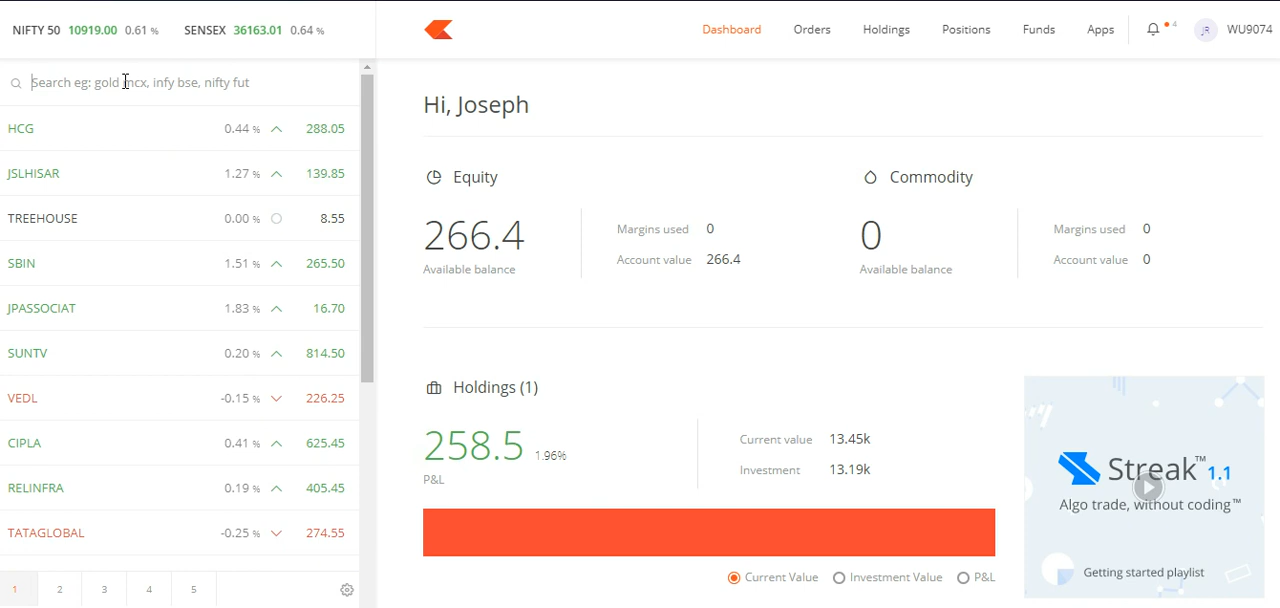 NIFTY 50 10919.00 0.61 % SENSEX 36163.01 0.64 %
Dashboard Orders Holdings Positions Funds Apps 4 JR WU9074
Search eg: gold mcx, infy bse, nifty fut
HCG 0.44 % 288.05
JSLHISAR 1.27 % 139.85
TREEHOUSE 0.00 % 8.55
SBIN 1.51 % 265.50
JPASSOCIAT 1.83 % 16.70
SUNTV 0.20 % 814.50
VEDL -0.15 % 226.25
CIPLA 0.41 % 625.45
RELINFRA 0.19 % 405.45
TATAGLOBAL -0.25 % 274.55
1 2 3 4 5
Hi, Joseph
Equity
266.4
Available balance
Margins used 0
Account value 266.4
Commodity
0
Available balance
Margins used 0
Account value 0
Holdings (1)
258.5 1.96%
P&L
Current value 13.45k
Investment 13.19k
Current Value Investment Value P&L
Streak™ 1.1
Algo trade, without coding™
Getting started playlist